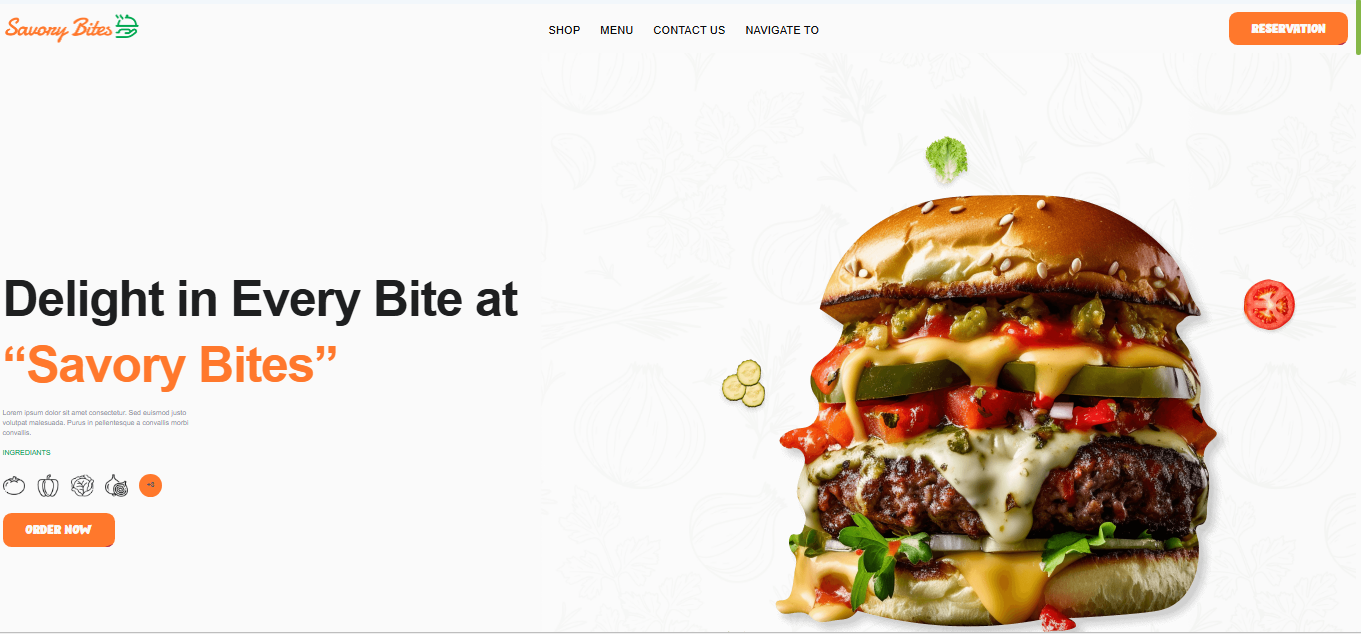 Savory Bites
SHOP MENU CONTACT US NAVIGATE TO
RESERVATION
Delight in Every Bite at
“Savory Bites”
Lorem ipsum dolor sit amet consectetur. Sed euismod justo
volutpat malesuada. Purus in pellentesque a convallis morbi
convallis.
INGREDIANTS
ORDER NOW